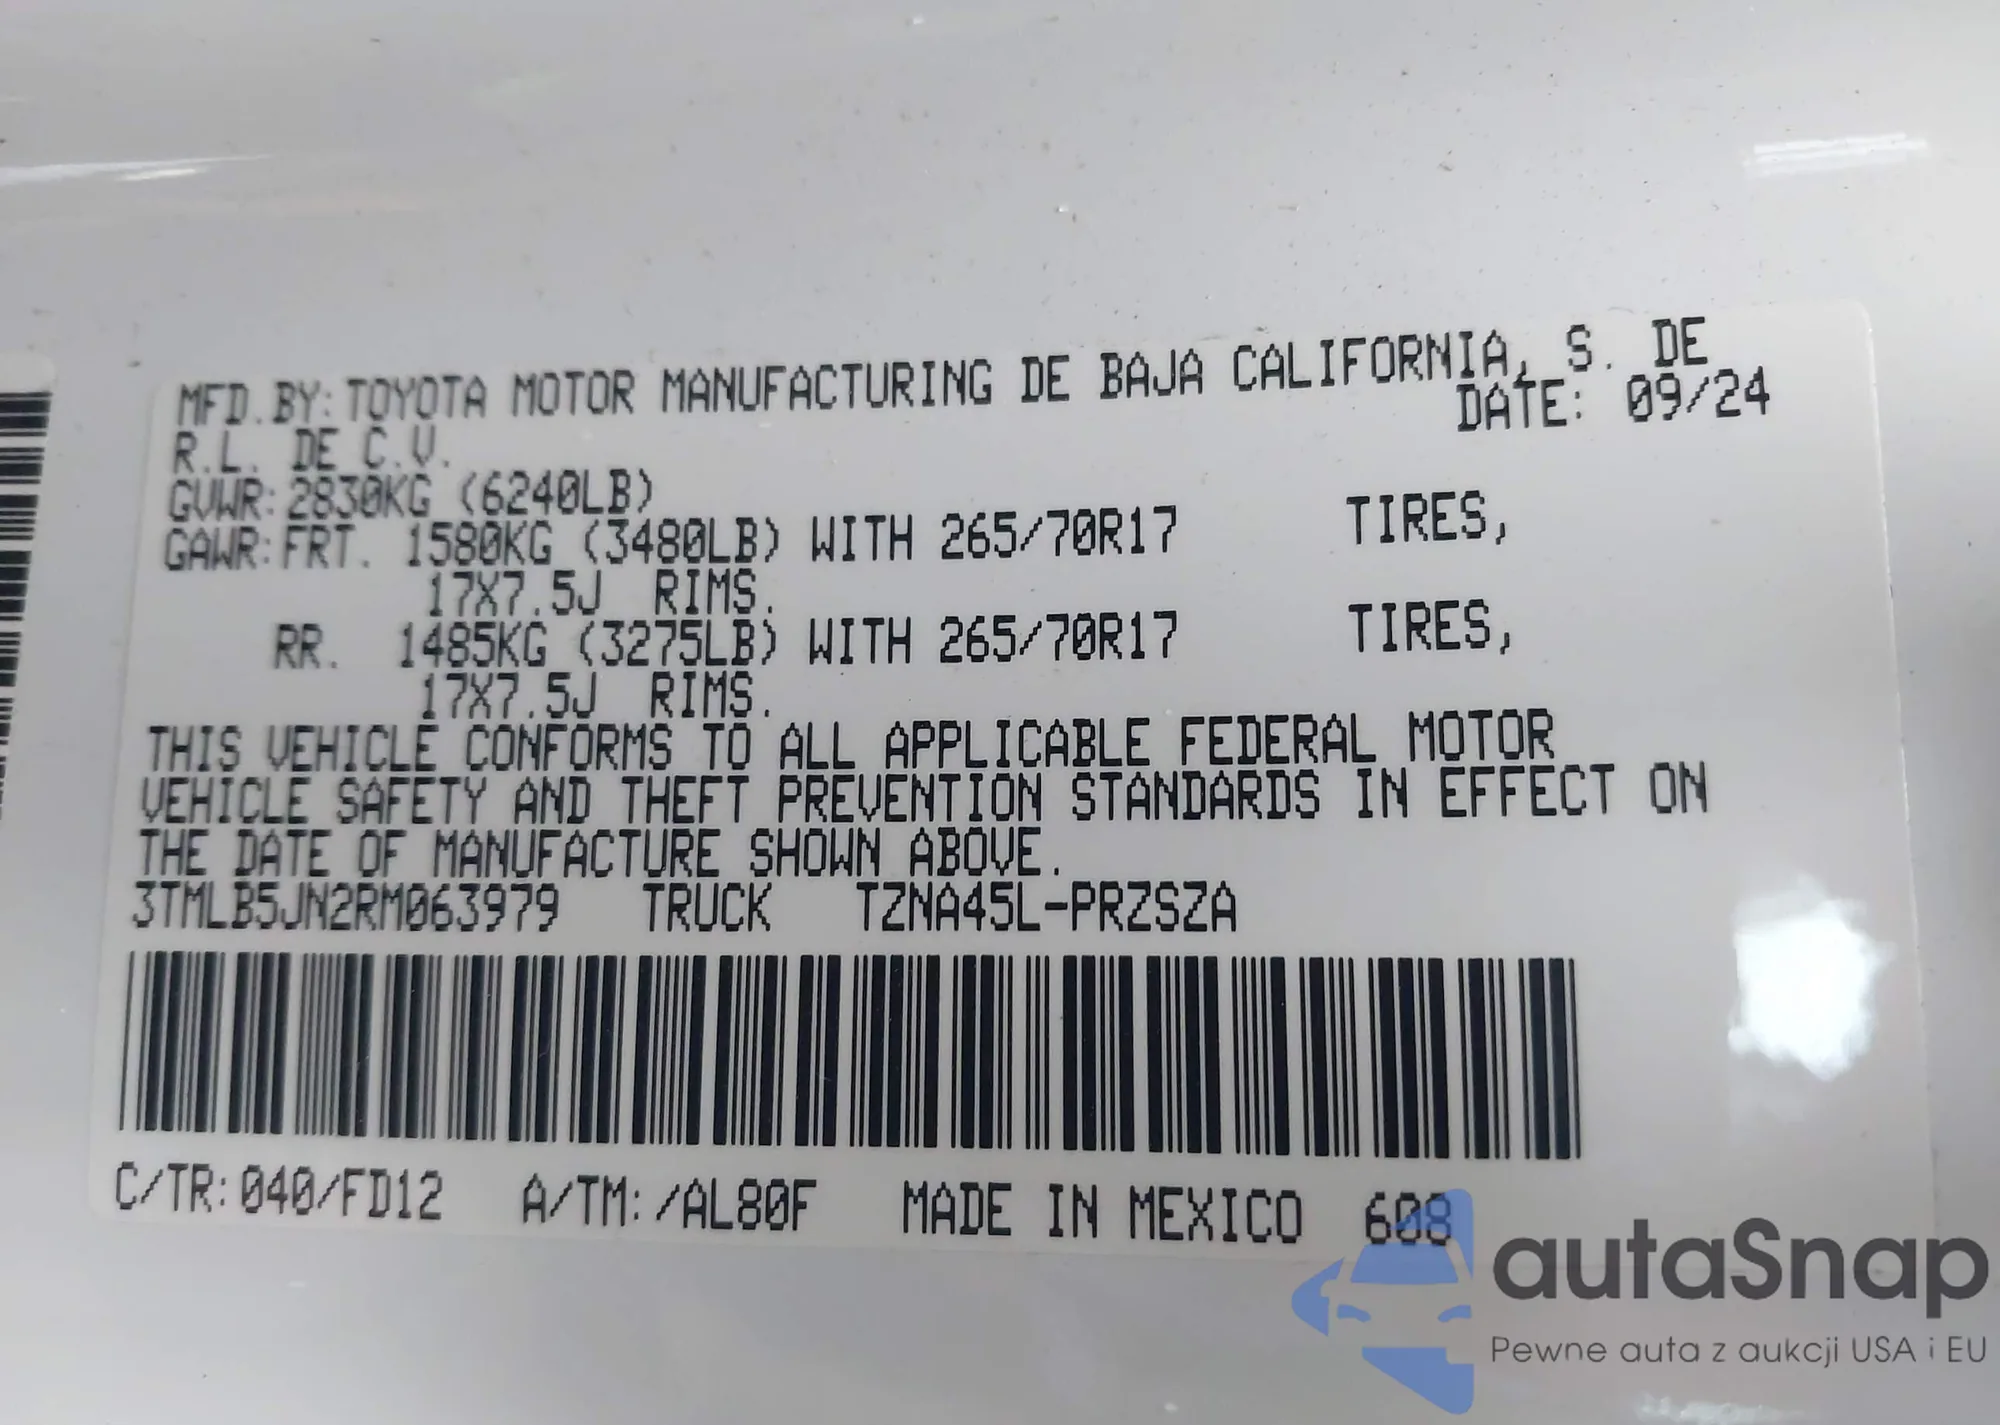 MFD.BY:TOYOTA MOTOR MANUFACTURING DE BAJA CALIFORNIA, S. DE
R.L. DE C.V.
DATE: 09/24
GVWR:2830KG (6240LB)
GAWR:FRT. 1580KG (3480LB) WITH 265/70R17 TIRES,
17X7.5J RIMS.
RR. 1485KG (3275LB) WITH 265/70R17 TIRES,
17X7.5J RIMS.
THIS VEHICLE CONFORMS TO ALL APPLICABLE FEDERAL MOTOR
VEHICLE SAFETY AND THEFT PREVENTION STANDARDS IN EFFECT ON
THE DATE OF MANUFACTURE SHOWN ABOVE.
3TMLB5JN2RM063979 TRUCK TZNA45L-PRZSZA
C/TR:040/FD12 A/TM:/AL80F MADE IN MEXICO 608
autaSnap
Pewne auta z aukcji USA i EU